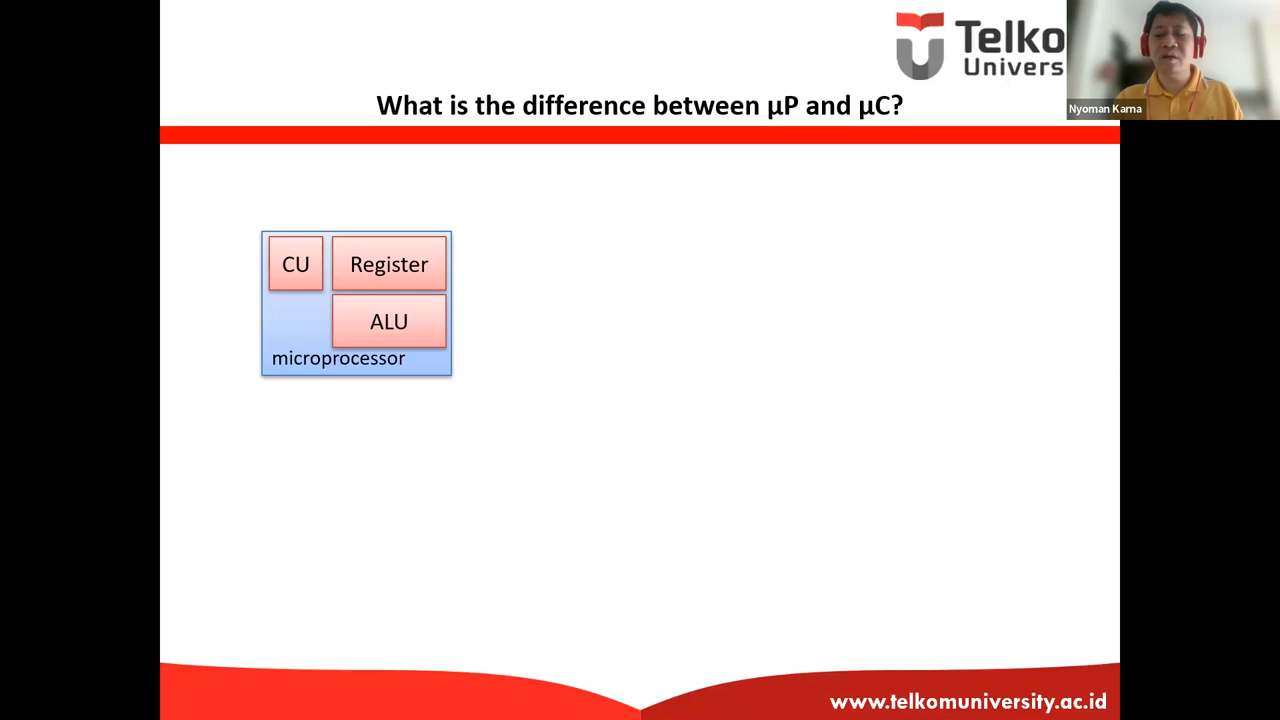 Telko
Univers
Nyoman Karna
What is the difference between µP and µC?
CU
Register
ALU
microprocessor
www.telkomuniversity.ac.id